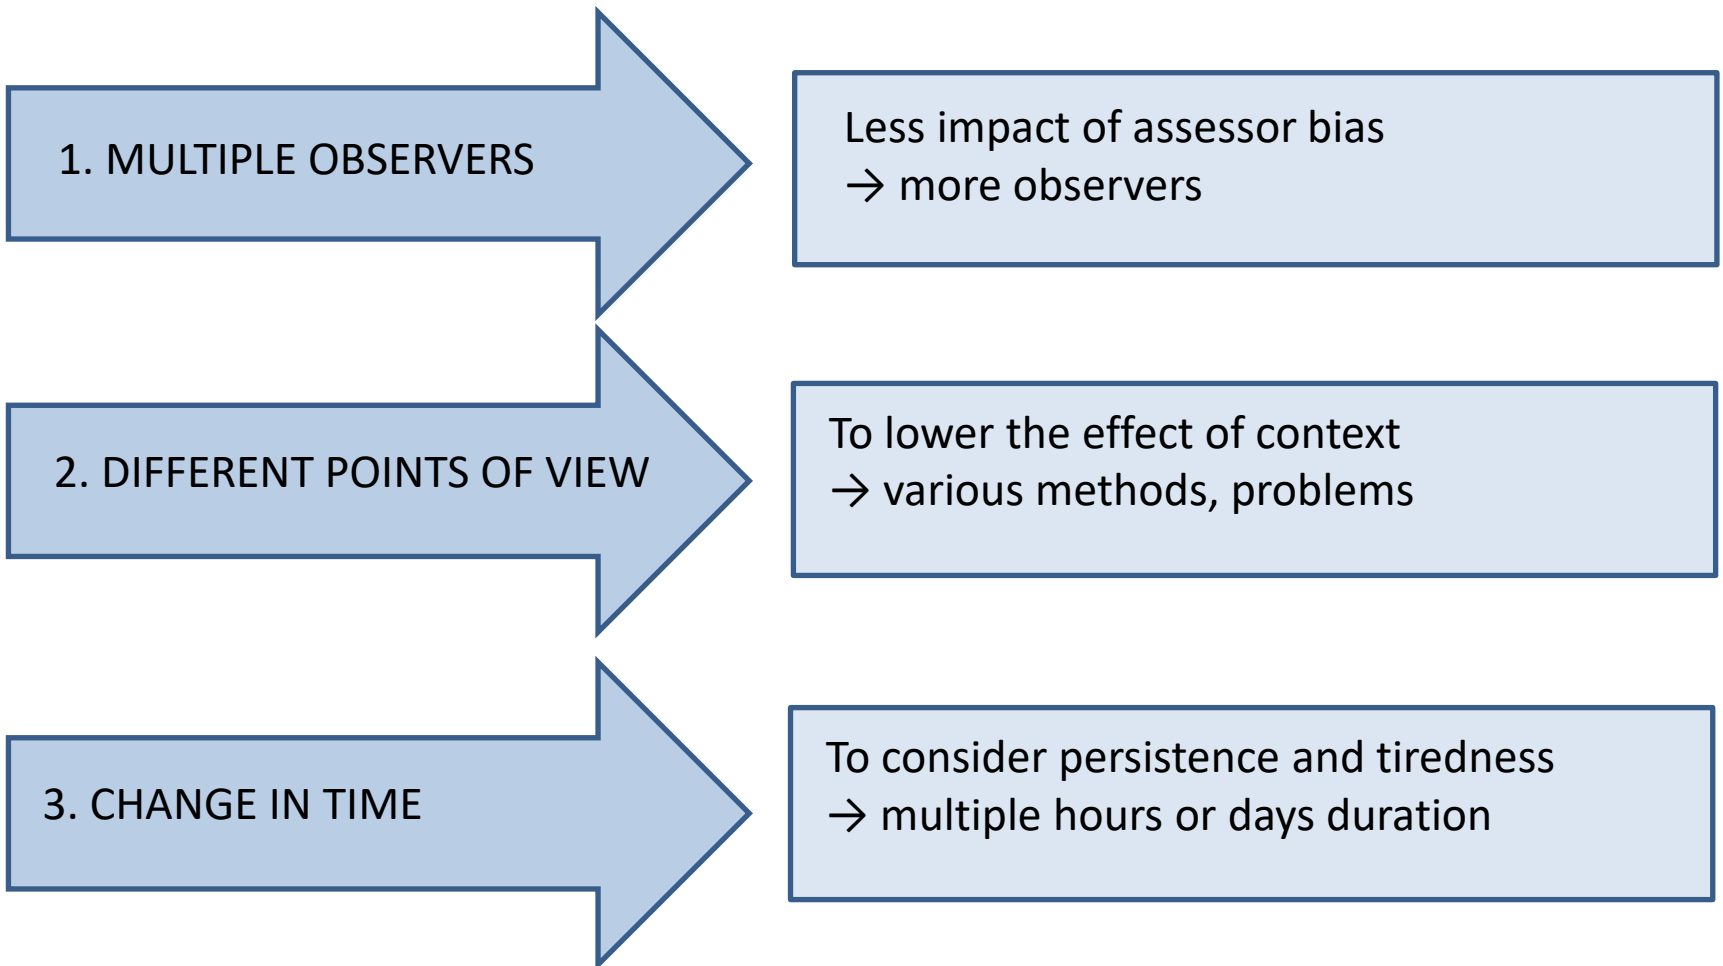 1. MULTIPLE OBSERVERS
Less impact of assessor bias
→ more observers
2. DIFFERENT POINTS OF VIEW
To lower the effect of context
→ various methods, problems
3. CHANGE IN TIME
To consider persistence and tiredness
→ multiple hours or days duration